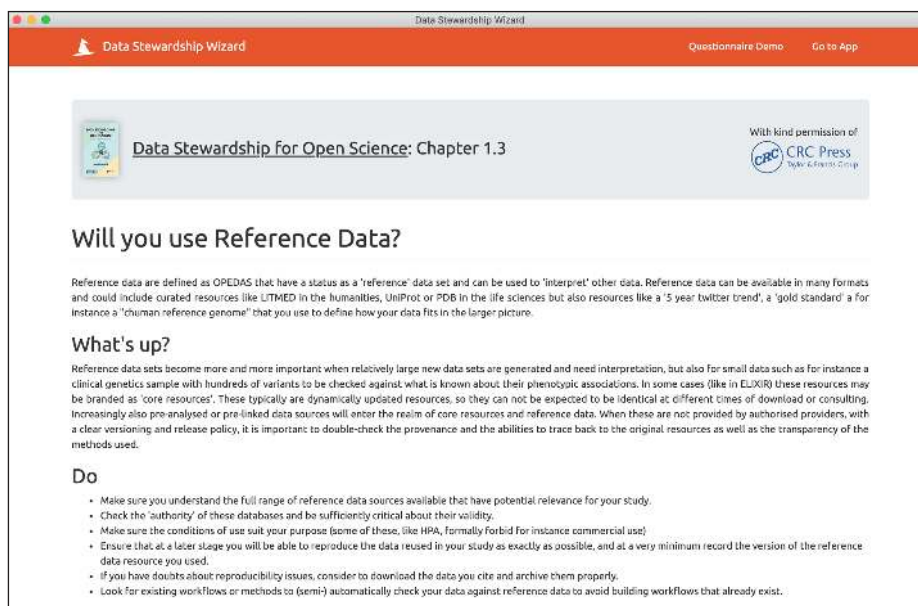 Data Stewardship Wizard
Data Stewardship Wizard
Questionnaire Demo
Go to App
Data Stewardship for Open Science: Chapter 1.3
With kind permission of
CRC
CRC Press
Taylor & Francis Group
Will you use Reference Data?
Reference data are defined as OPEDAS that have a status as a 'reference' data set and can be used to 'interpret' other data. Reference data can be available in many formats
and could include curated resources like LITMED in the humanities, UniProt or PDB in the life sciences but also resources like a '5 year twitter trend', a 'gold standard' a for
instance a "chuman reference genome" that you use to define how your data fits in the larger picture.
What's up?
Reference data sets become more and more important when relatively large new data sets are generated and need interpretation, but also for small data such as for instance a
clinical genetics sample with hundreds of variants to be checked against what is known about their phenotypic associations. In some cases (like in ELIXIR) these resources may
be branded as 'core resources'. These typically are dynamically updated resources, so they can not be expected to be identical at different times of download or consulting.
Increasingly also pre-analysed or pre-linked data sources will enter the realm of core resources and reference data. When these are not provided by authorised providers, with
a clear versioning and release policy, it is important to double-check the provenance and the abilities to trace back to the original resources as well as the transparency of the
methods used.
Do
• Make sure you understand the full range of reference data sources available that have potential relevance for your study.
• Check the 'authority' of these databases and be sufficiently critical about their validity.
• Make sure the conditions of use suit your purpose (some of these, like HPA, formally forbid for instance commercial use)
• Ensure that at a later stage you will be able to reproduce the data reused in your study as exactly as possible, and at a very minimum record the version of the reference
data resource you used.
• If you have doubts about reproducibility issues, consider to download the data you cite and archive them properly.
• Look for existing workflows or methods to (semi-) automatically check your data against reference data to avoid building workflows that already exist.